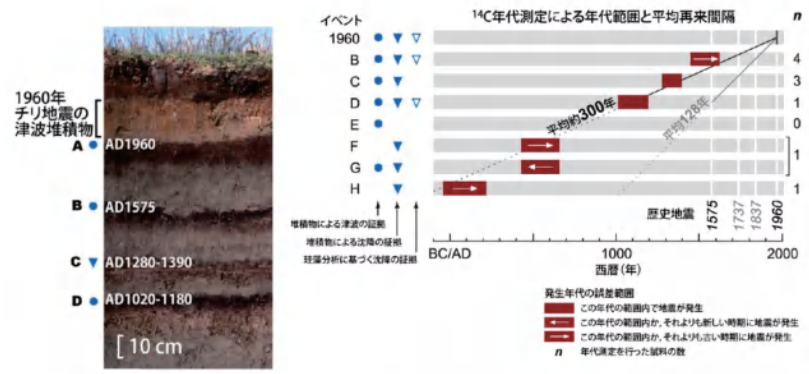 1960年
チリ地震の
津波堆積物
A AD1960
B AD1575
C AD1280-1390
D AD1020-1180
10 cm
イベント
¹⁴C年代測定による年代範囲と平均再来間隔
n
1960
B 4
C 3
D 1
E 0
F
G
1
H 1
平均約300年
平均128年
歴史地震
1575
1737
1837
1960
堆積物による津波の証拠
堆積物による沈降の証拠
珪藻分析に基づく沈降の証拠
BC/AD 1000 2000
西暦(年)
発生年代の誤差範囲
この年代の範囲内で地震が発生
この年代の範囲内か,それよりも新しい時期に地震が発生
この年代の範囲内か,それよりも古い時期に地震が発生
n 年代測定を行った試料の数